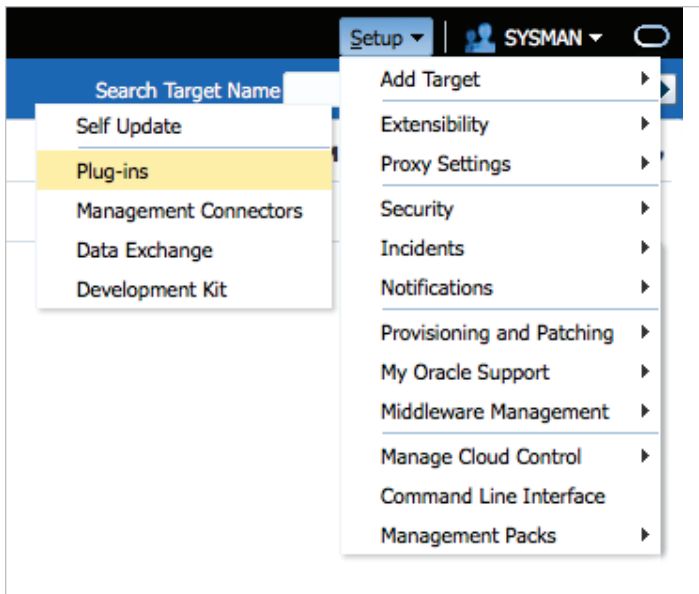 Setup SYSMAN
Search Target Name
Add Target
Extensibility
Proxy Settings
Security
Incidents
Notifications
Provisioning and Patching
My Oracle Support
Middleware Management
Manage Cloud Control
Command Line Interface
Management Packs
Self Update
Plug-ins
Management Connectors
Data Exchange
Development Kit